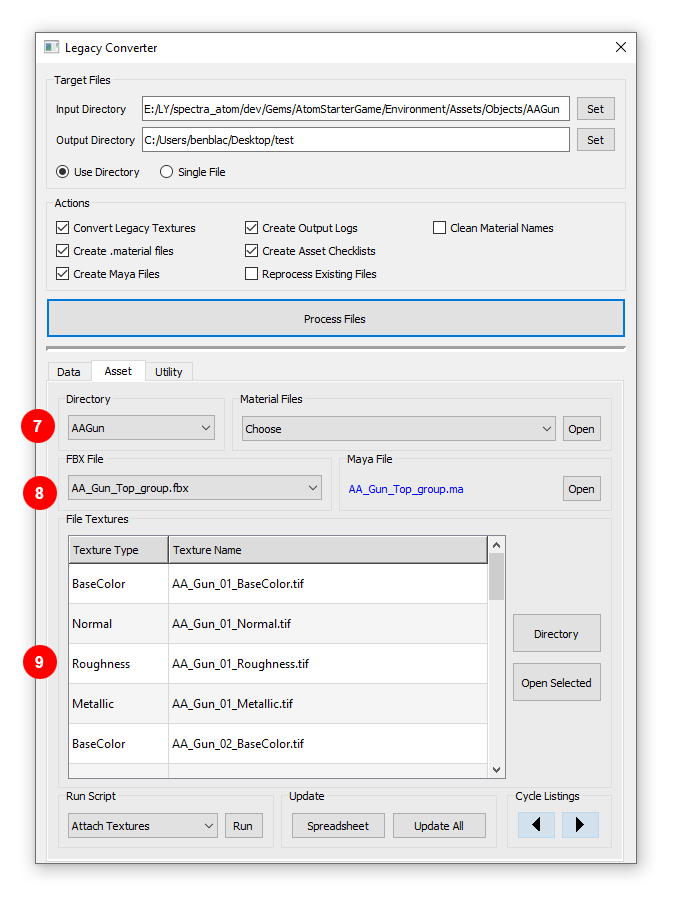 Legacy Converter
Target Files
Input Directory E:/LY/spectra_atom/dev/Gems/AtomStarterGame/Environment/Assets/Objects/AAGun Set
Output Directory C:/Users/benblac/Desktop/test Set
Use Directory Single File
Actions
Convert Legacy Textures Create Output Logs Clean Material Names
Create .material files Create Asset Checklists
Create Maya Files Reprocess Existing Files
Process Files
Data Asset Utility
Directory Material Files
7 AAGun Choose Open
FBX File Maya File
8 AA_Gun_Top_group.fbx AA_Gun_Top_group.ma Open
File Textures
Texture Type Texture Name
BaseColor AA_Gun_01_BaseColor.tif
Normal AA_Gun_01_Normal.tif
Directory
9 Roughness AA_Gun_01_Roughness.tif
Open Selected
Metallic AA_Gun_01_Metallic.tif
BaseColor AA_Gun_02_BaseColor.tif
Run Script Update Cycle Listings
Attach Textures Run Spreadsheet Update All